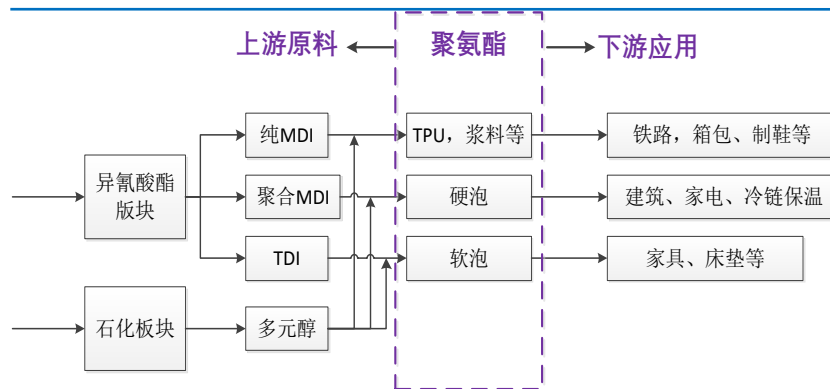 上游原料
聚氨酯
下游应用
纯MDI
TPU，浆料等
铁路，箱包、制鞋等
异氰酸酯
版块
聚合MDI
硬泡
建筑、家电、冷链保温
TDI
软泡
家具、床垫等
石化板块
多元醇